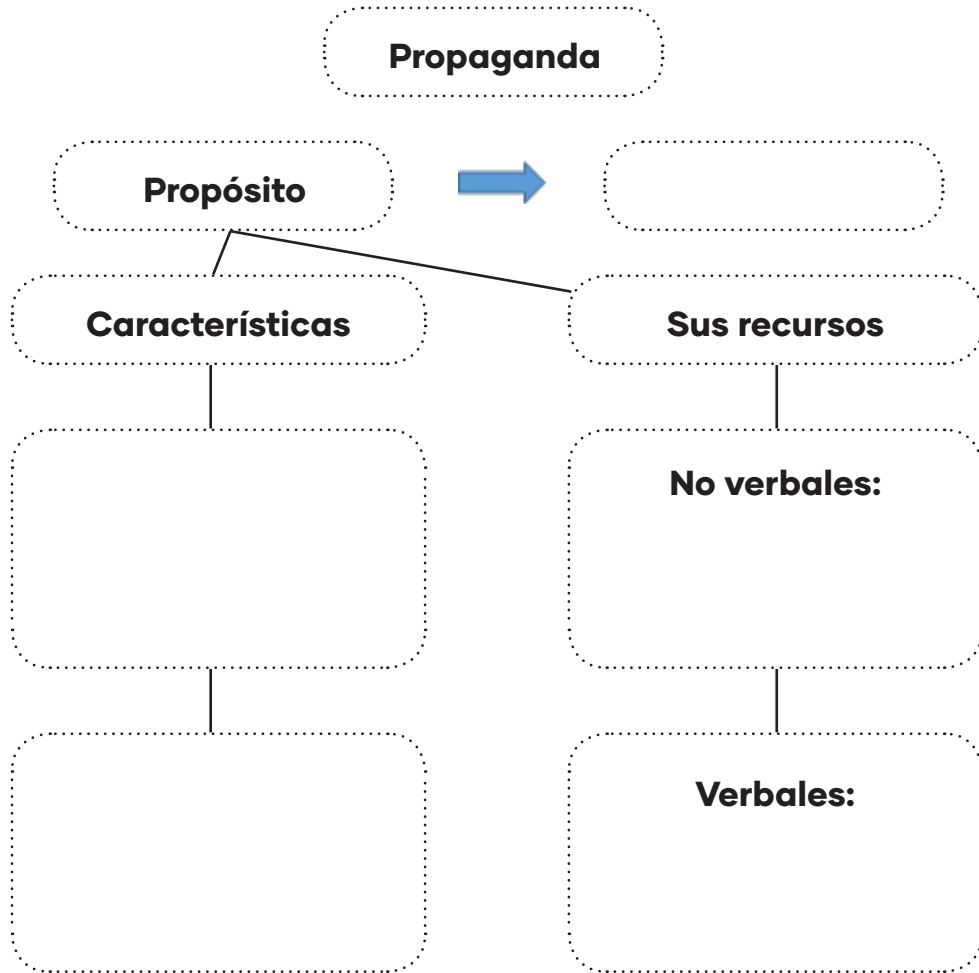 Propaganda
Propósito
Características
Sus recursos
No verbales:
Verbales: